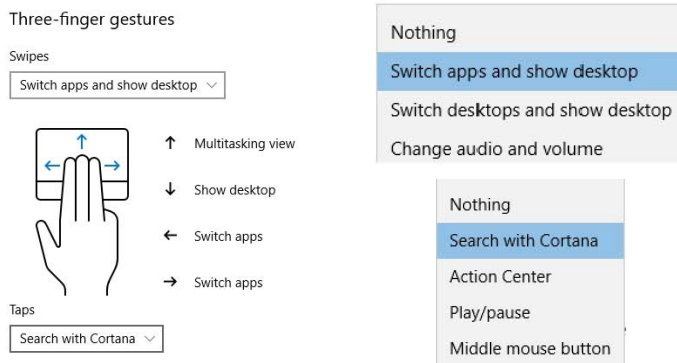 Three-finger gestures
Swipes
Switch apps and show desktop
↑ Multitasking view
↓ Show desktop
← Switch apps
→ Switch apps
Taps
Search with Cortana
Nothing
Switch apps and show desktop
Switch desktops and show desktop
Change audio and volume
Nothing
Search with Cortana
Action Center
Play/pause
Middle mouse button